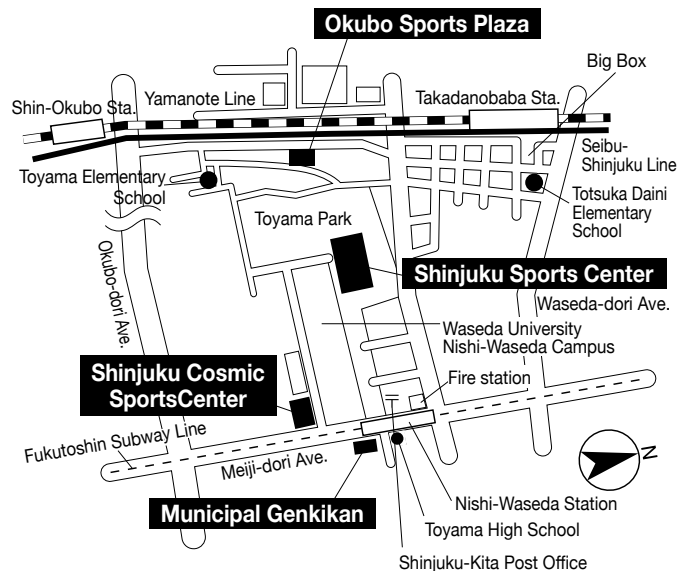 Okubo Sports Plaza
Big Box
Shin-Okubo Sta.
Yamanote Line
Takadanobaba Sta.
Seibu-
Shinjuku Line
Toyama Elementary
School
Totsuka Daini
Elementary
School
Toyama Park
Okubo-dori Ave.
Shinjuku Sports Center
Waseda-dori Ave.
Waseda University
Nishi-Waseda Campus
Shinjuku Cosmic
SportsCenter
Fire station
Fukutoshin Subway Line
Meiji-dori Ave.
N
Municipal Genkikan
Nishi-Waseda Station
Toyama High School
Shinjuku-Kita Post Office